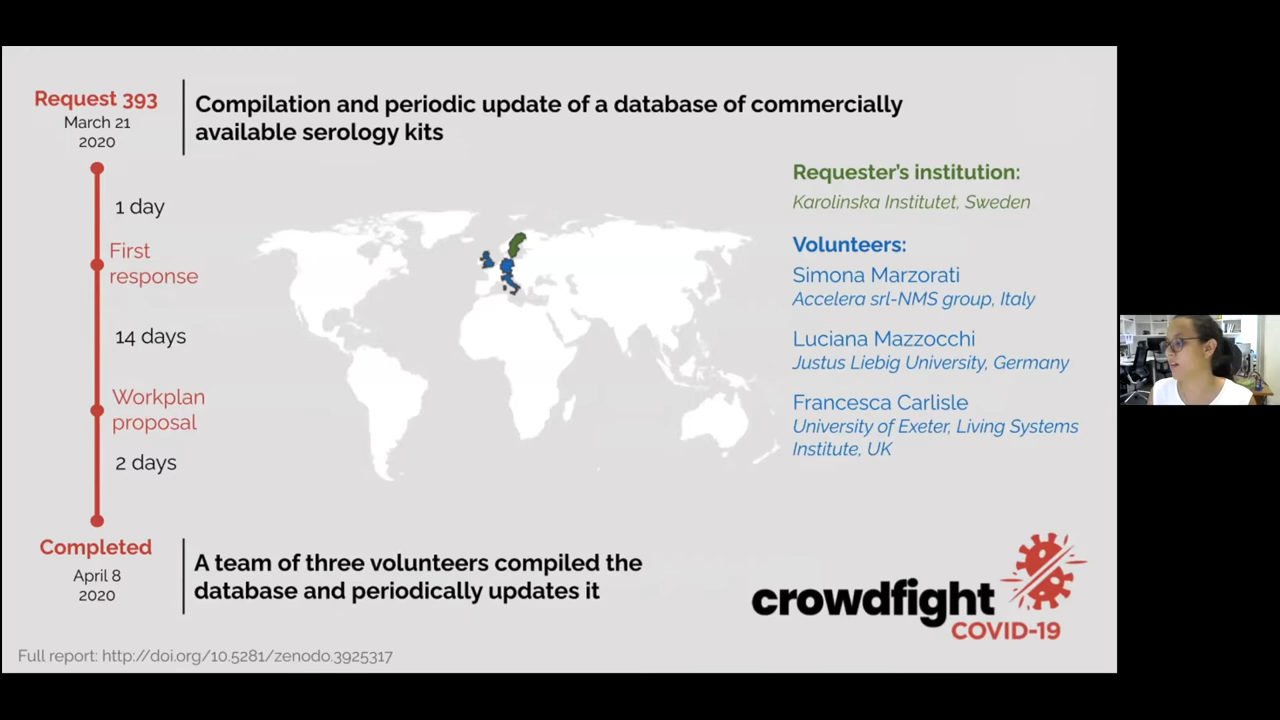 Request 393
March 21
2020
Compilation and periodic update of a database of commercially
available serology kits
1 day
First
response
14 days
Workplan
proposal
2 days
Completed
April 8
2020
Requester's institution:
Karolinska Institutet, Sweden
Volunteers:
Simona Marzorati
Accelera srl-NMS group, Italy
Luciana Mazzocchi
Justus Liebig University, Germany
Francesca Carlisle
University of Exeter, Living Systems
Institute, UK
A team of three volunteers compiled the
database and periodically updates it
crowdfight
COVID-19
Full report: http://doi.org/10.5281/zenodo.3925317